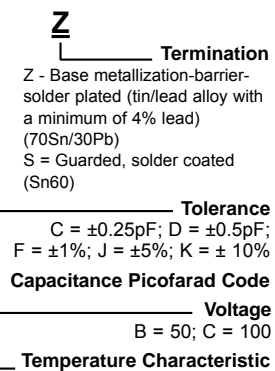 Z
Termination
Z - Base metallization-barrier-
solder plated (tin/lead alloy with
a minimum of 4% lead)
(70Sn/30Pb)
S = Guarded, solder coated
(Sn60)
Tolerance
C = ±0.25pF; D = ±0.5pF;
F = ±1%; J = ±5%; K = ± 10%
Capacitance Picofarad Code
Voltage
B = 50; C = 100
Temperature Characteristic